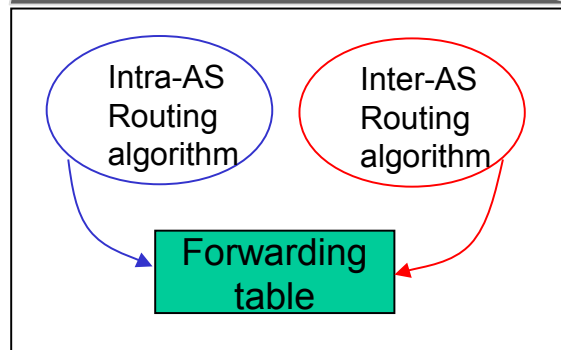 Intra-AS
Routing
algorithm
Inter-AS
Routing
algorithm
Forwarding
table